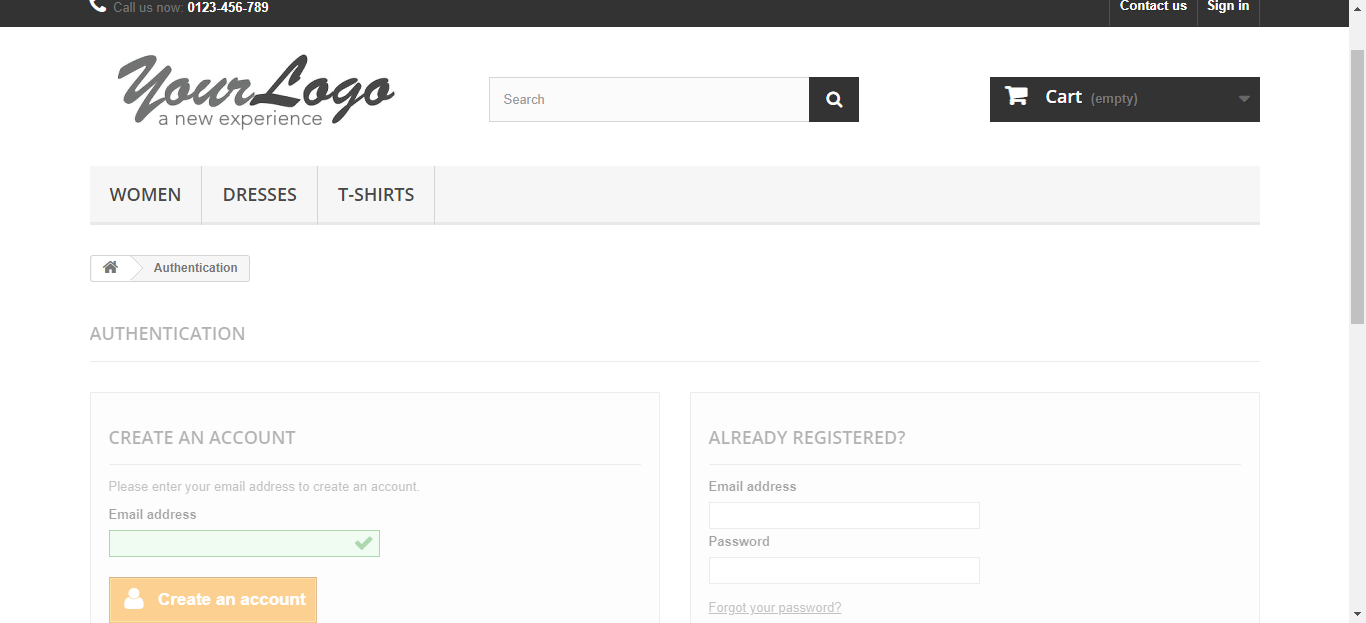 Call us now: 0123-456-789
Contact us
Sign in
YourLogo
a new experience
Search
Cart (empty)
WOMEN
DRESSES
T-SHIRTS
Authentication
AUTHENTICATION
CREATE AN ACCOUNT
Please enter your email address to create an account.
Email address
Create an account
ALREADY REGISTERED?
Email address
Password
Forgot your password?